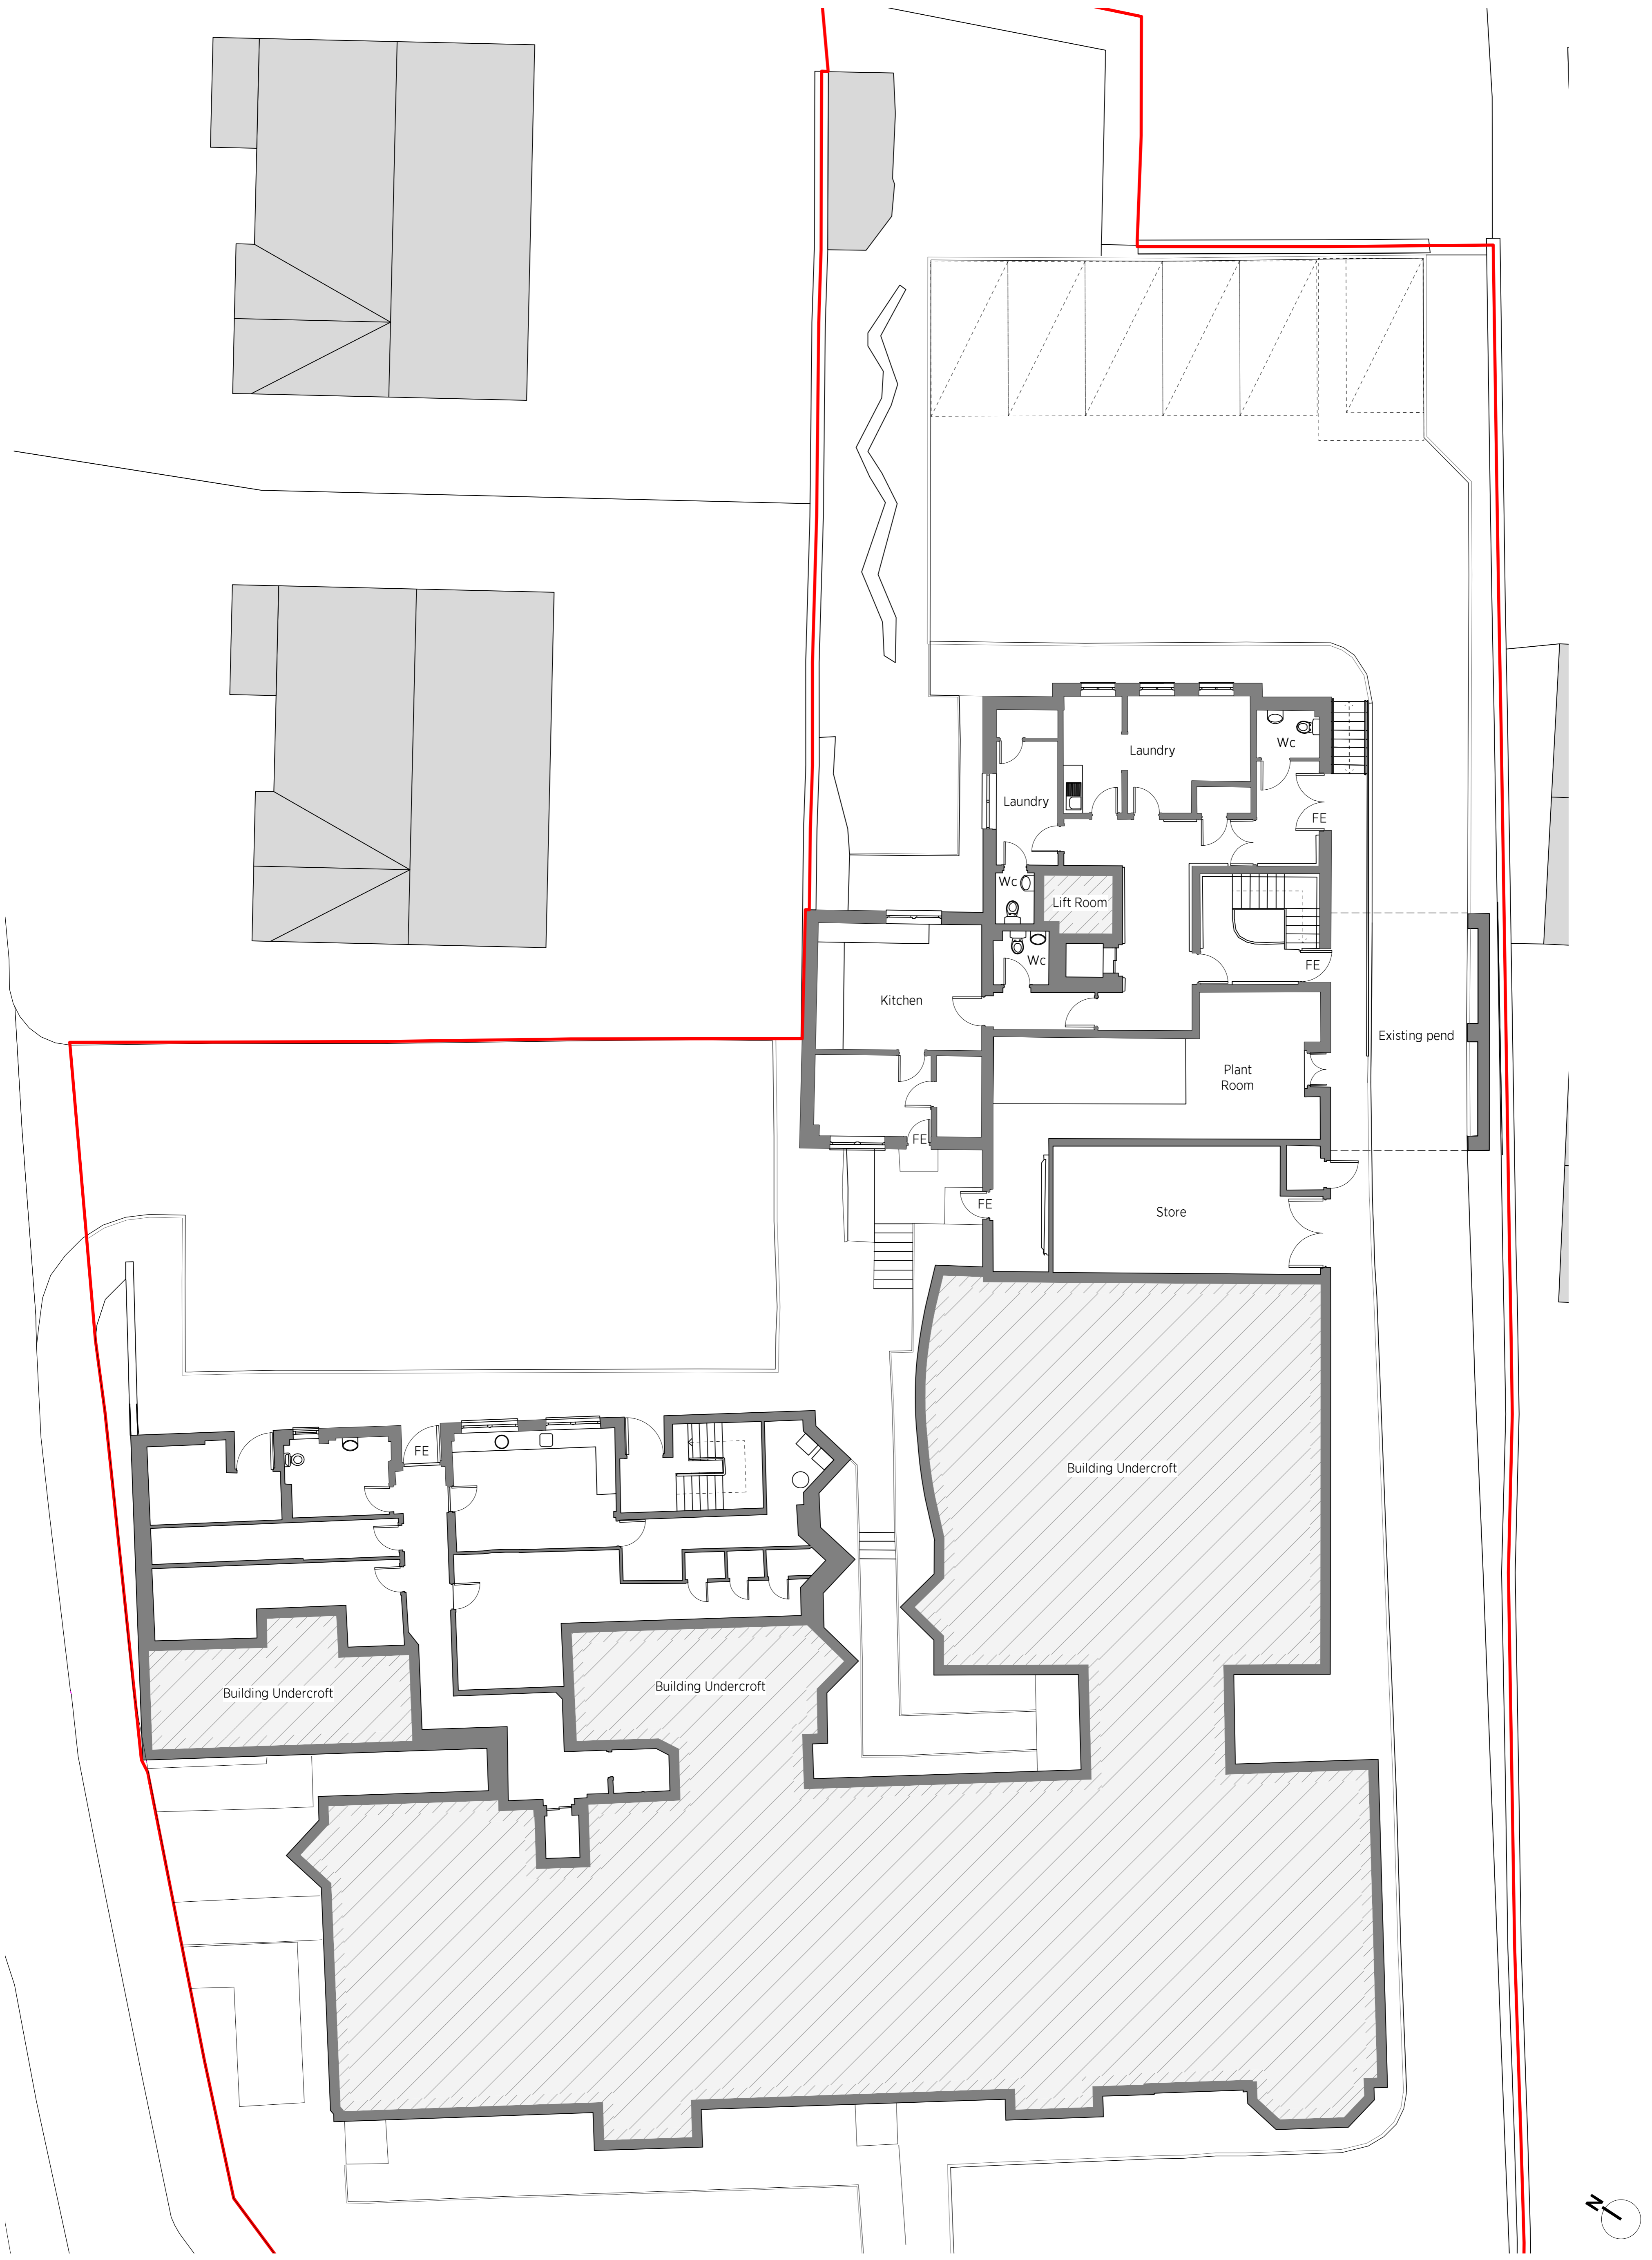 Wc
Laundry
Laundry
FE
Wc
Lift Room
Wc
FE
Kitchen
Existing pend
Plant
Room
FE
FE
Store
FE
Building Undercroft
Building Undercroft
Building Undercroft
N